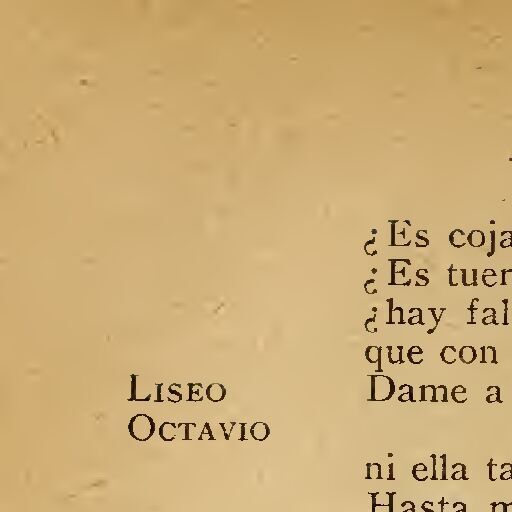 ¿Es coja
¿Es tuer
¿hay fal
que con
LISEO Dame a
OCTAVIO
ni ella ta
Hasta m